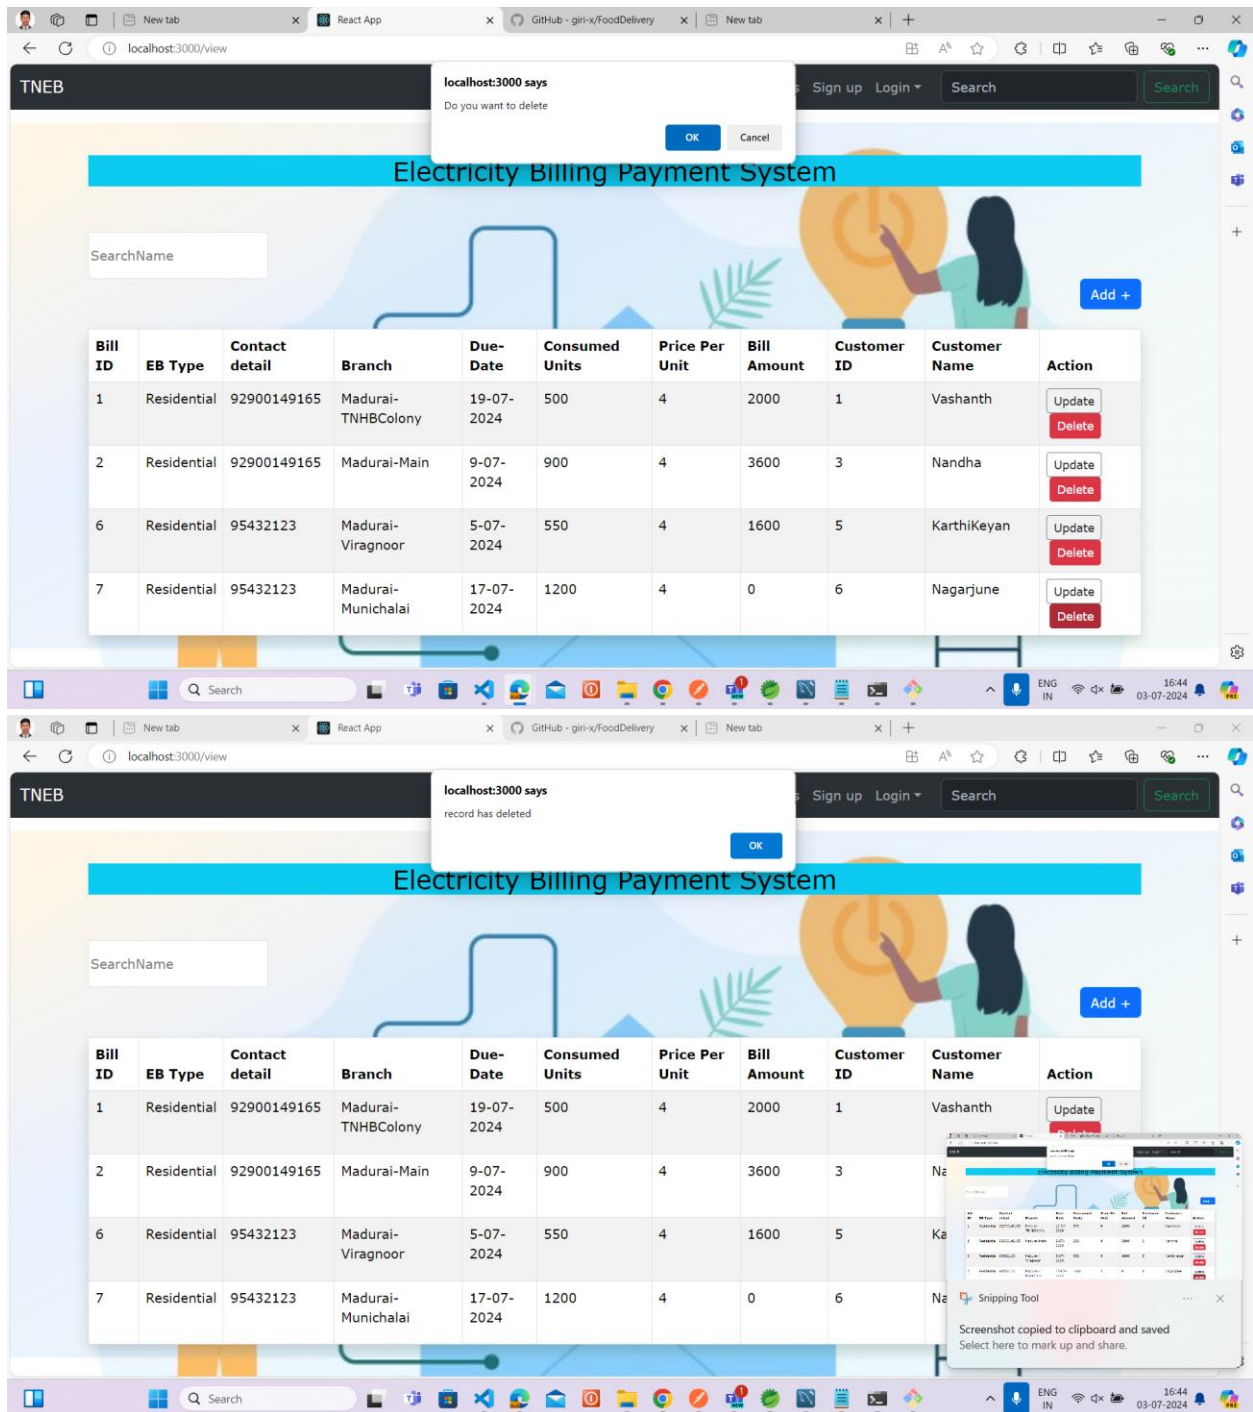 New tab
React App
GitHub - giri-x/FoodDelivery
New tab
localhost:3000/view
TNEB
localhost:3000 says
Do you want to delete
OK
Cancel
s
Sign up
Login
Search
Search
Electricity Billing Payment System
SearchName
Add +
Bill ID EB Type Contact detail Branch Due-Date Consumed Units Price Per Unit Bill Amount Customer ID Customer Name Action
1 Residential 92900149165 Madurai-TNHBColony 19-07-2024 500 4 2000 1 Vashanth Update Delete
2 Residential 92900149165 Madurai-Main 9-07-2024 900 4 3600 3 Nandha Update Delete
6 Residential 95432123 Madurai-Viragnoor 5-07-2024 550 4 1600 5 KarthiKeyan Update Delete
7 Residential 95432123 Madurai-Munichalai 17-07-2024 1200 4 0 6 Nagarjune Update Delete
Search
ENG
IN
16:44
03-07-2024
New tab
React App
GitHub - giri-x/FoodDelivery
New tab
localhost:3000/view
TNEB
localhost:3000 says
record has deleted
OK
s
Sign up
Login
Search
Search
Electricity Billing Payment System
SearchName
Add +
Bill ID EB Type Contact detail Branch Due-Date Consumed Units Price Per Unit Bill Amount Customer ID Customer Name Action
1 Residential 92900149165 Madurai-TNHBColony 19-07-2024 500 4 2000 1 Vashanth Update Delete
2 Residential 92900149165 Madurai-Main 9-07-2024 900 4 3600 3 Na
6 Residential 95432123 Madurai-Viragnoor 5-07-2024 550 4 1600 5 Ka
7 Residential 95432123 Madurai-Munichalai 17-07-2024 1200 4 0 6 Na
Snipping Tool
Screenshot copied to clipboard and saved
Select here to mark up and share.
Search
ENG
IN
16:44
03-07-2024